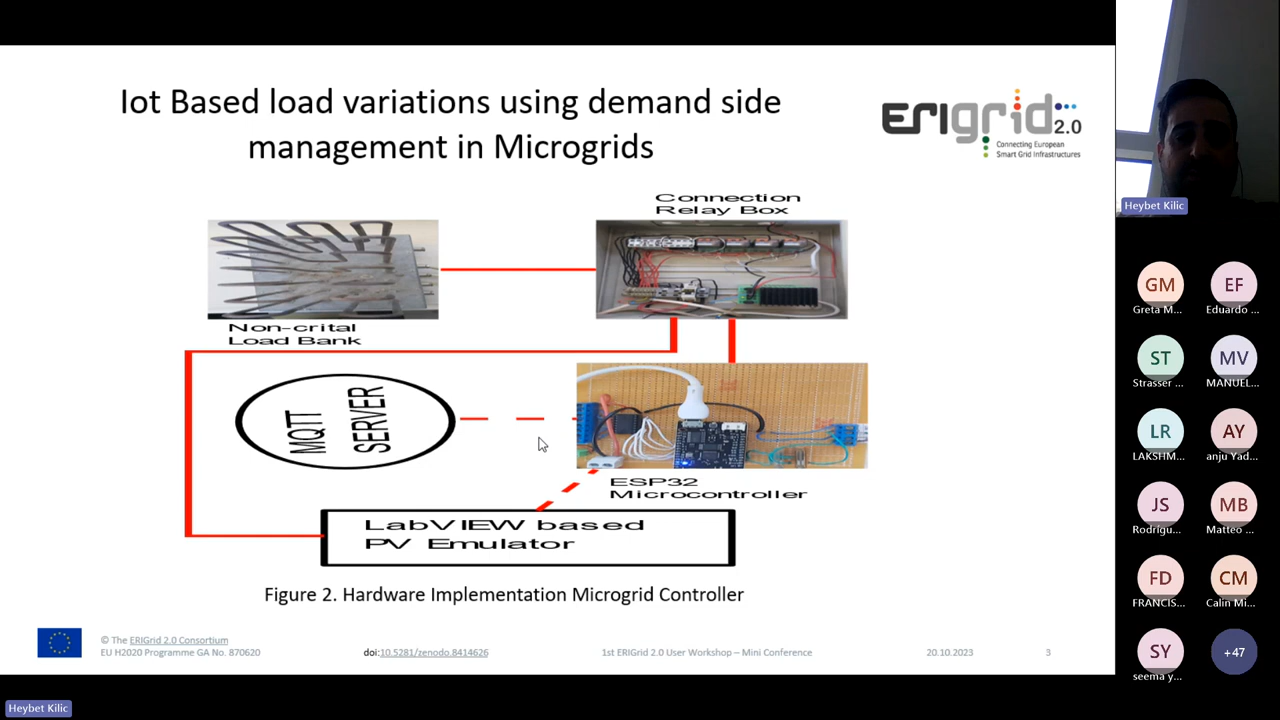 Iot Based load variations using demand side
management in Microgrids
ERIgrid 2.0
Connecting European
Smart Grid Infrastructures
Connection
Relay Box
Non-crital
Load Bank
MQTT
SERVER
ESP32
Microcontroller
LabVIEW based
PV Emulator
Figure 2. Hardware Implementation Microgrid Controller
© The ERIGrid 2.0 Consortium
EU H2020 Programme GA No. 870620
doi:10.5281/zenodo.8414626
1st ERIGrid 2.0 User Workshop – Mini Conference
20.10.2023
3
Heybet Kilic
GM
Greta M...
EF
Eduardo ...
ST
Strasser ...
MV
MANUEL...
LR
LAKSHM...
AY
anju Yad...
JS
Rodrígu...
MB
Matteo ...
FD
FRANCIS...
CM
Calin Mi...
SY
seema y...
+47
Heybet Kilic